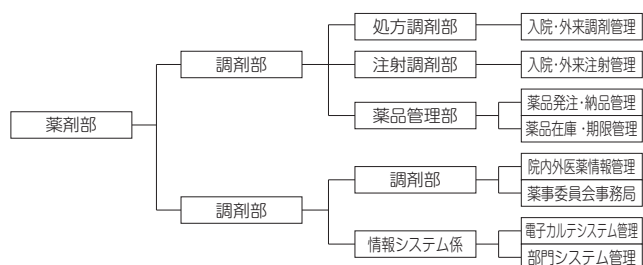 薬剤部
調剤部
処方調剤部
入院・外来調剤管理
注射調剤部
入院・外来注射管理
薬品管理部
薬品発注・納品管理
薬品在庫・期限管理
調剤部
調剤部
院内外医薬情報管理
薬事委員会事務局
情報システム係
電子カルテシステム管理
部門システム管理